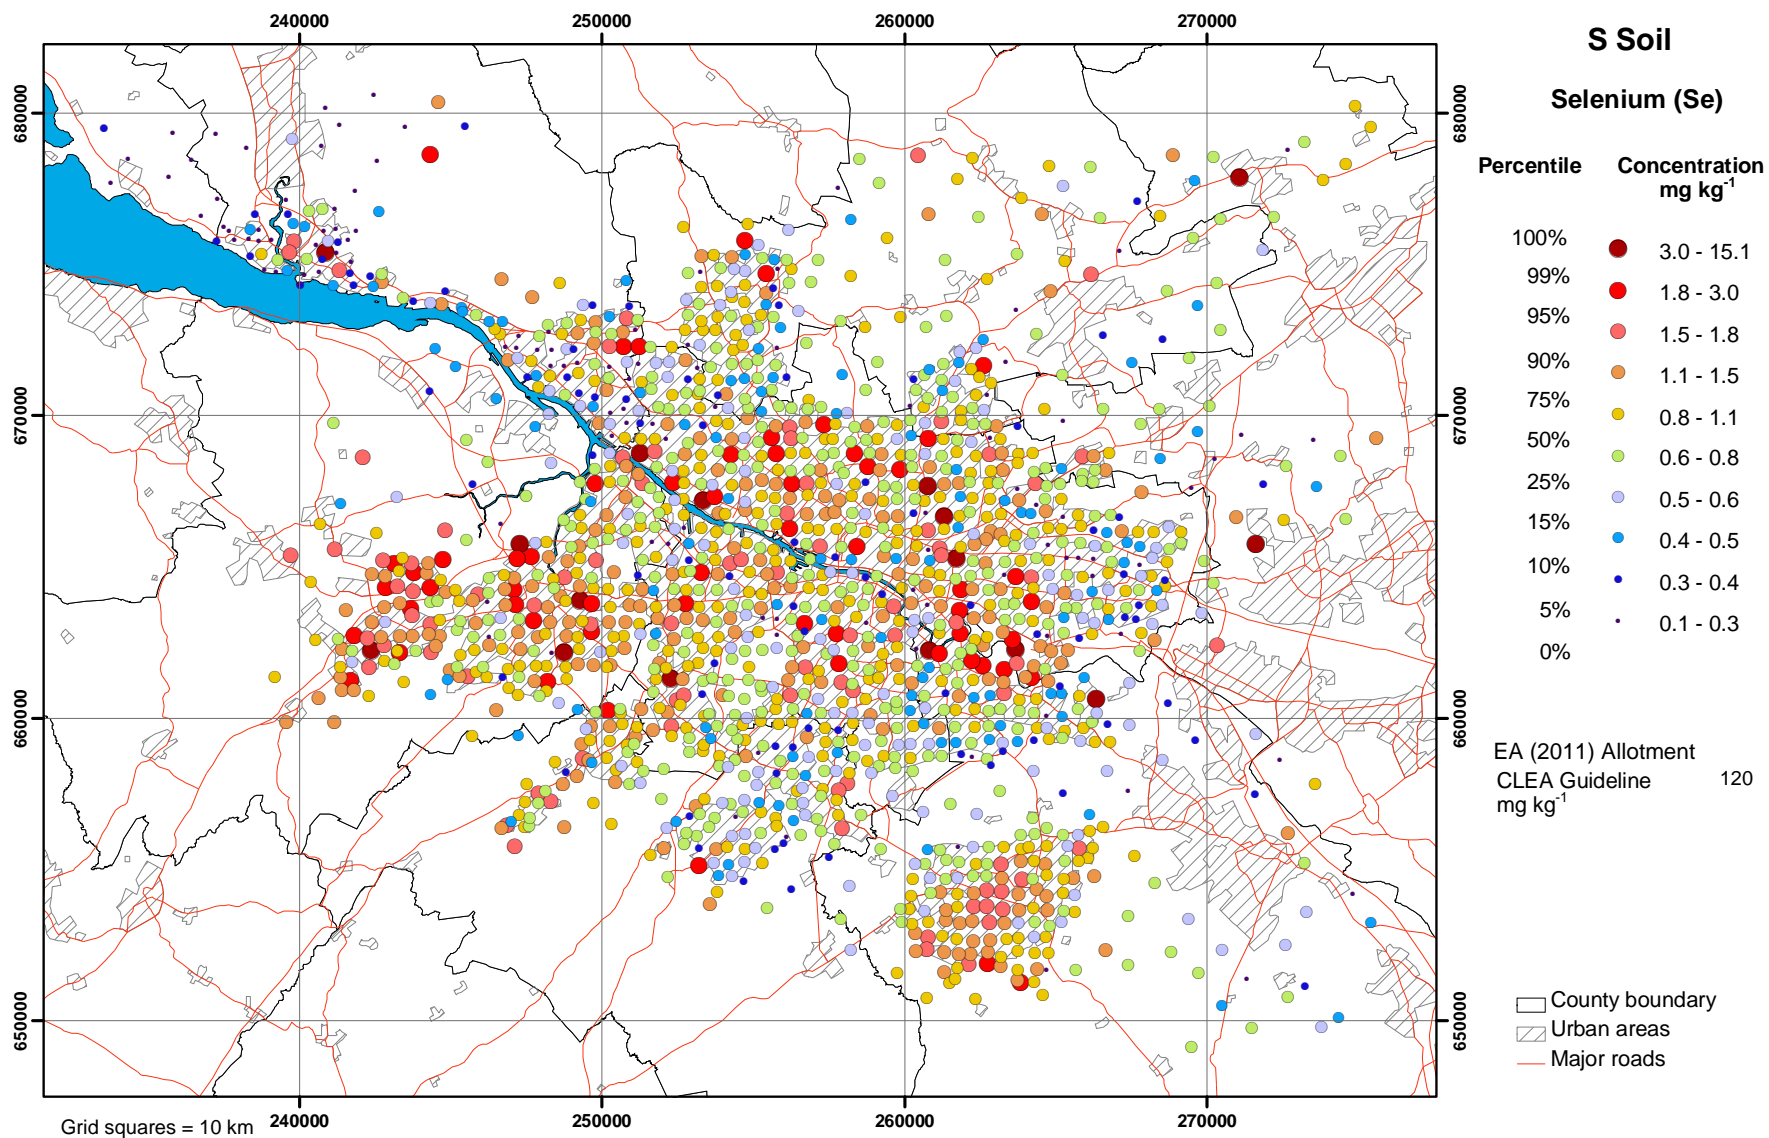 240000 250000 260000 270000
680000 680000
670000 670000
660000 660000
650000 650000
240000 250000 260000 270000
Grid squares = 10 km
S Soil
Selenium (Se)
Percentile Concentration
mg kg-1
100%
3.0 - 15.1
99%
1.8 - 3.0
95%
1.5 - 1.8
90%
1.1 - 1.5
75%
0.8 - 1.1
50%
0.6 - 0.8
25%
0.5 - 0.6
15%
0.4 - 0.5
10%
0.3 - 0.4
5%
0.1 - 0.3
0%
EA (2011) Allotment
CLEA Guideline 120
mg kg-1
County boundary
Urban areas
Major roads